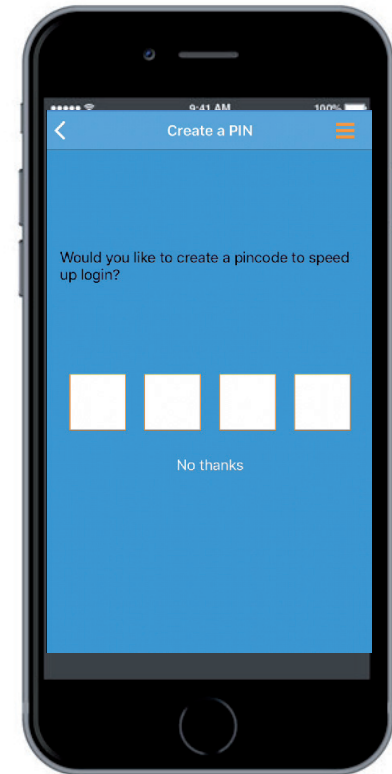 9:41 AM 100%
Create a PIN
Would you like to create a pincode to speed
up login?
No thanks